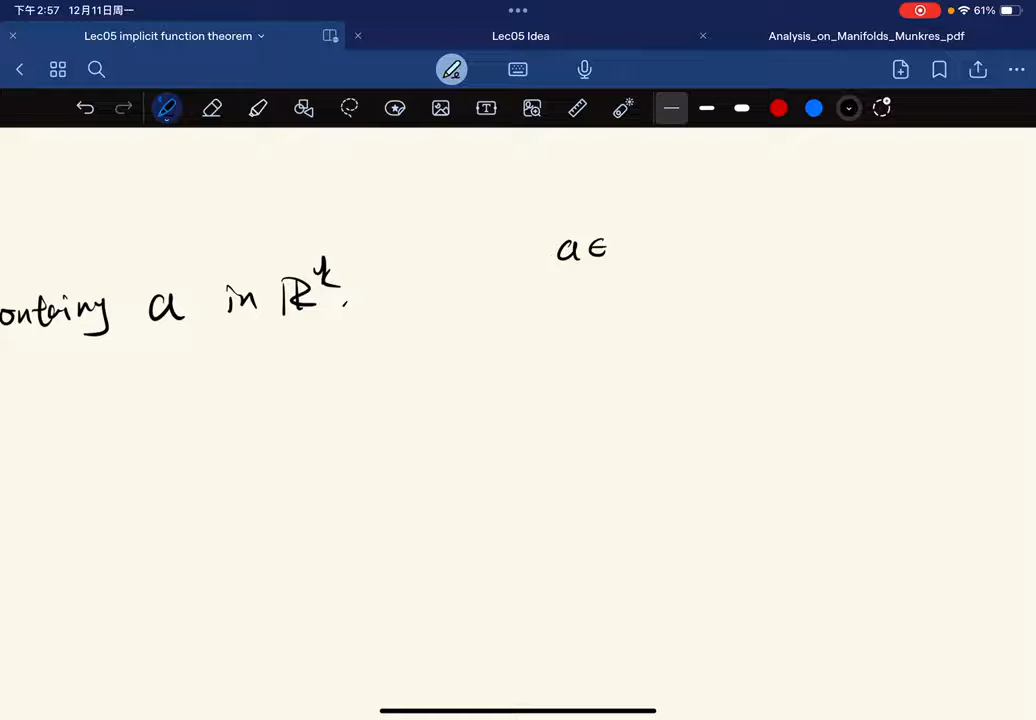 下午2:57 12月11日周一
61%
Lec05 implicit function theorem
Lec05 Idea
Analysis_on_Manifolds_Munkres_pdf
a ∈
ontaing a in ℝᵏ.